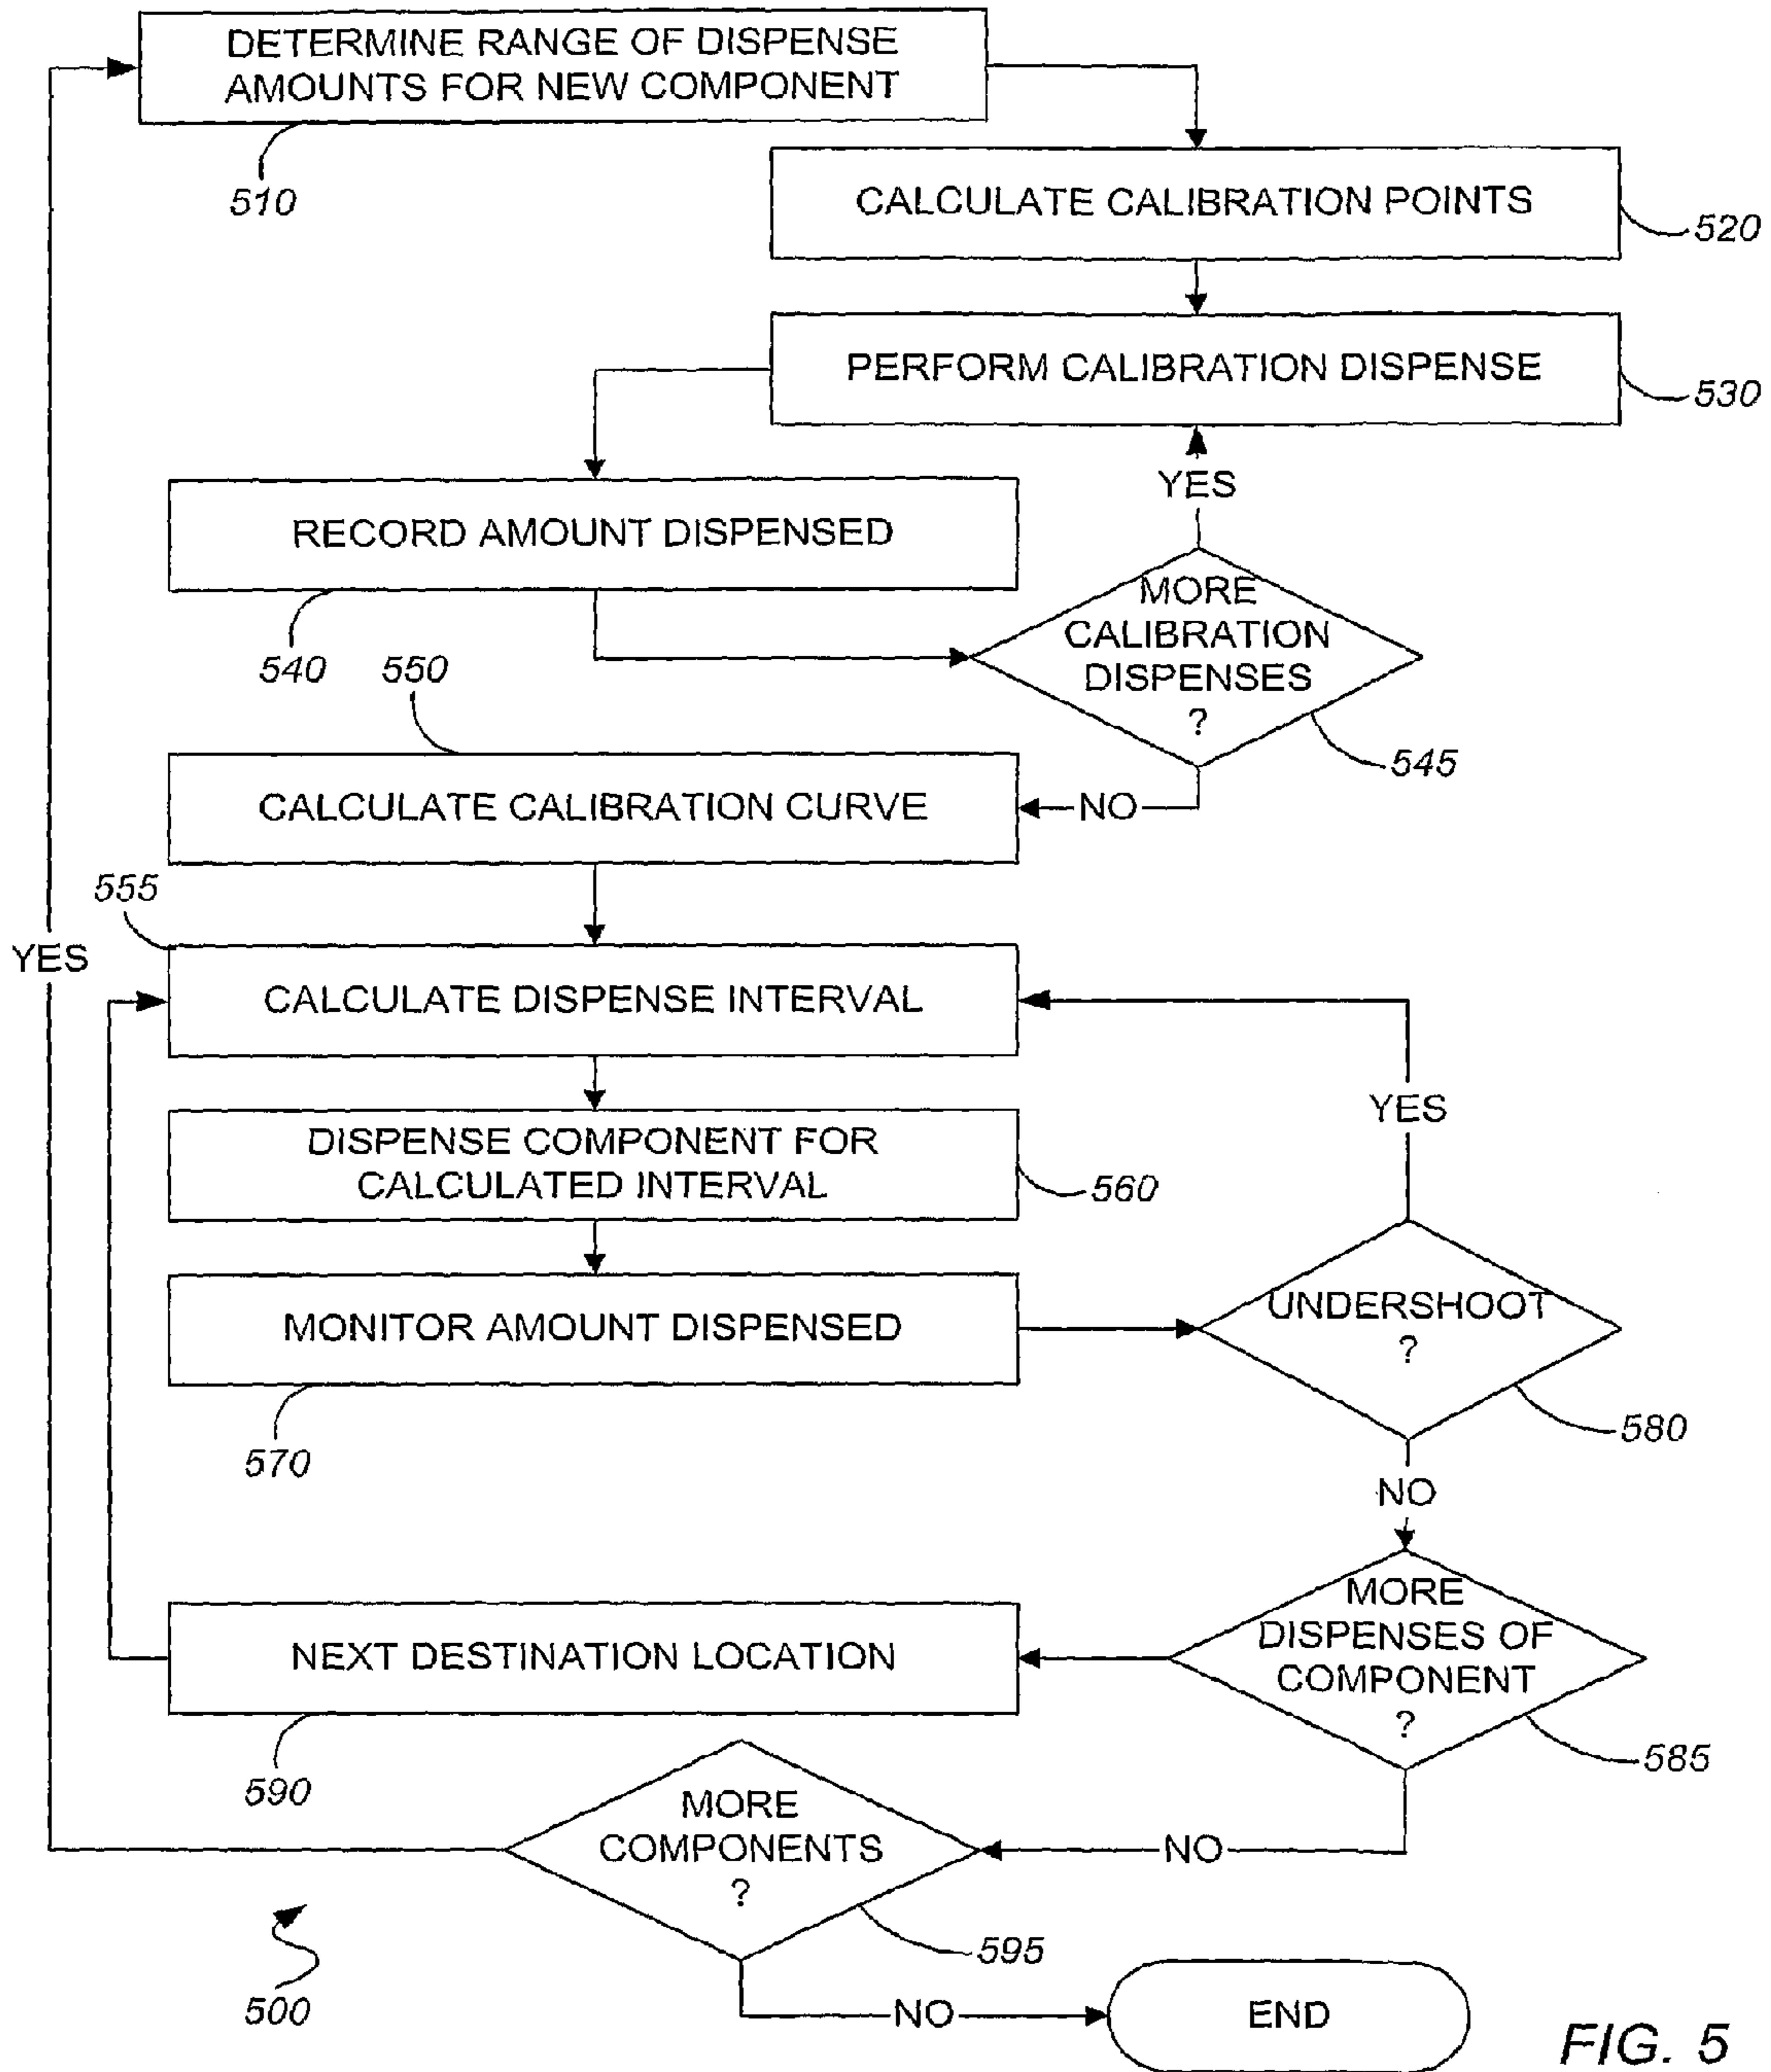 DETERMINE RANGE OF DISPENSE
AMOUNTS FOR NEW COMPONENT
510
CALCULATE CALIBRATION POINTS
520
PERFORM CALIBRATION DISPENSE
530
YES
RECORD AMOUNT DISPENSED
540
MORE
CALIBRATION
DISPENSES
?
545
550
NO
CALCULATE CALIBRATION CURVE
555
YES
CALCULATE DISPENSE INTERVAL
YES
DISPENSE COMPONENT FOR
CALCULATED INTERVAL
560
MONITOR AMOUNT DISPENSED
570
UNDERSHOOT
?
580
NO
MORE
DISPENSES OF
COMPONENT
?
585
NEXT DESTINATION LOCATION
590
NO
MORE
COMPONENTS
?
595
500
NO
END
FIG. 5